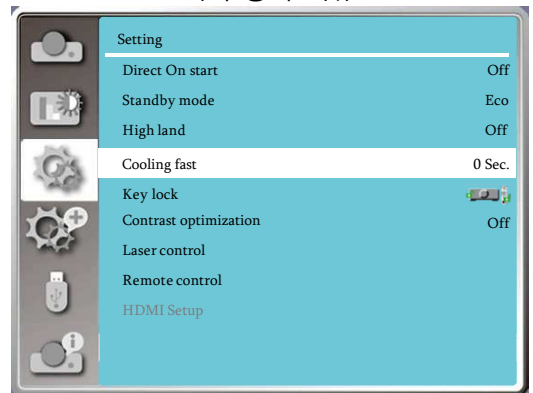 Setting
Direct On start Off
Standby mode Eco
High land Off
Cooling fast 0 Sec.
Key lock
Contrast optimization Off
Laser control
Remote control
HDMI Setup